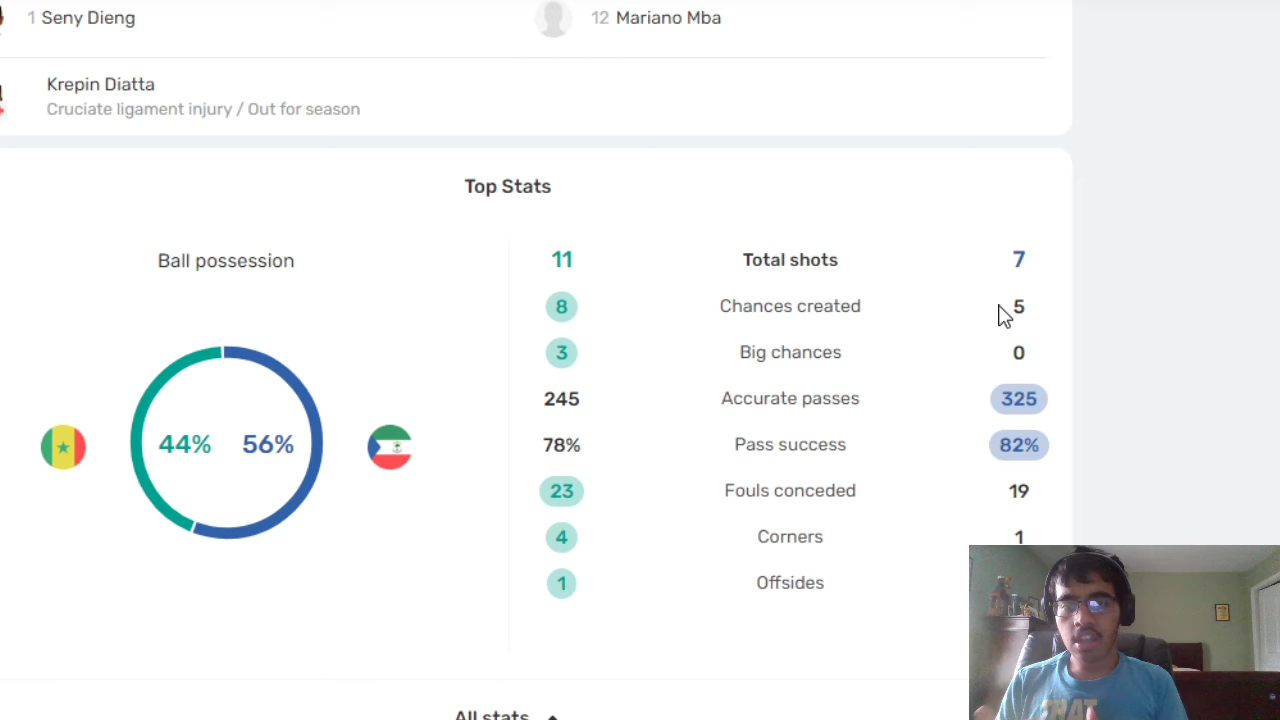 1 Seny Dieng
12 Mariano Mba
Krepin Diatta
Cruciate ligament injury / Out for season
Top Stats
Ball possession
44% 56%
11 Total shots 7
8 Chances created 5
3 Big chances 0
245 Accurate passes 325
78% Pass success 82%
23 Fouls conceded 19
4 Corners 1
1 Offsides
All stats